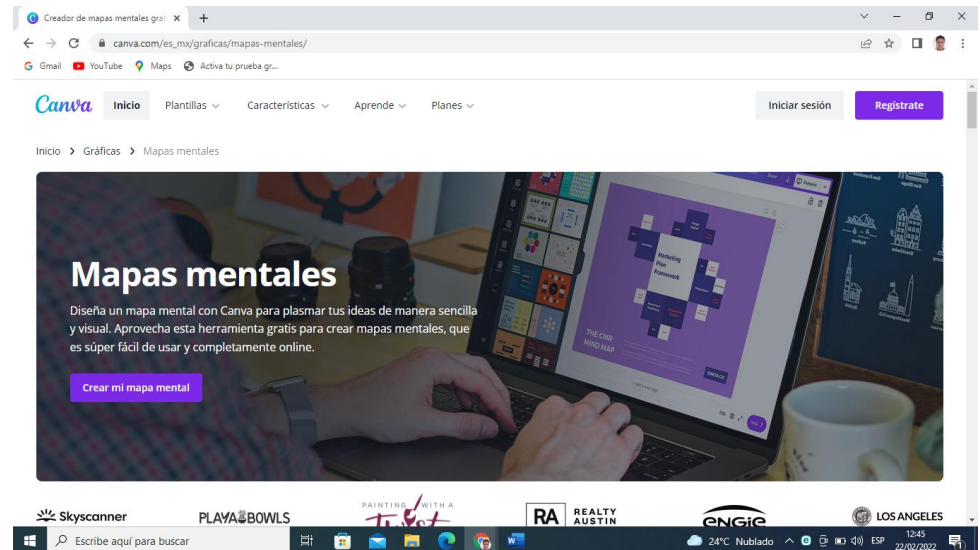 Creador de mapas mentales grat
canva.com/es_mx/graficas/mapas-mentales/
Gmail YouTube Maps Activa tu prueba gr...
Canva Inicio Plantillas Características Aprende Planes Iniciar sesión Regístrate
Inicio > Gráficas > Mapas mentales
Present
Marketing
Plan
Framework
THE CMR
MIND MAP
Mapas mentales
Diseña un mapa mental con Canva para plasmar tus ideas de manera sencilla
y visual. Aprovecha esta herramienta gratis para crear mapas mentales, que
es súper fácil de usar y completamente online.
Crear mi mapa mental
Skyscanner
PLAYA BOWLS
PAINTING WITH A
Twist
RA REALTY
AUSTIN
ENGIE
LOS ANGELES
Escribe aquí para buscar
24°C Nublado ESP
12:45
22/02/2022